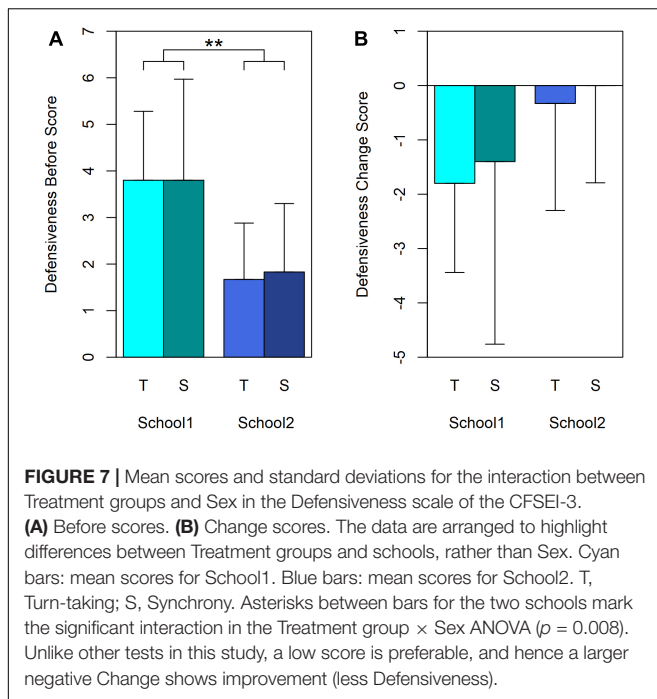 A
Defensiveness Before Score
7
6
5
4
3
2
1
0
**
T S T S
School1 School2
B
Defensiveness Change Score
1
0
-1
-2
-3
-4
-5
T S T S
School1 School2
FIGURE 7 | Mean scores and standard deviations for the interaction between
Treatment groups and Sex in the Defensiveness scale of the CFSEI-3.
(A) Before scores. (B) Change scores. The data are arranged to highlight
differences between Treatment groups and schools, rather than Sex. Cyan
bars: mean scores for School1. Blue bars: mean scores for School2. T,
Turn-taking; S, Synchrony. Asterisks between bars for the two schools mark
the significant interaction in the Treatment group × Sex ANOVA (p = 0.008).
Unlike other tests in this study, a low score is preferable, and hence a larger
negative Change shows improvement (less Defensiveness).